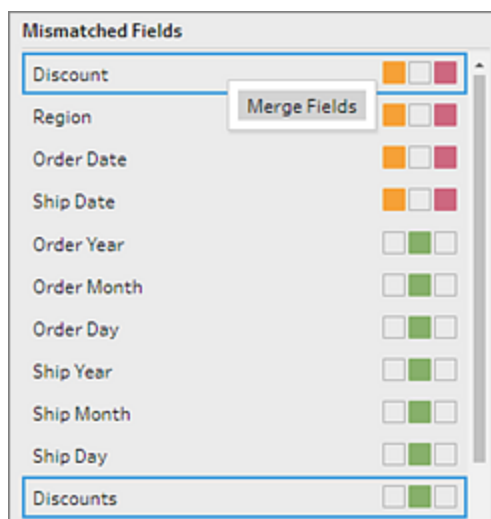 Mismatched Fields
Discount
Merge Fields
Region
Order Date
Ship Date
Order Year
Order Month
Order Day
Ship Year
Ship Month
Ship Day
Discounts